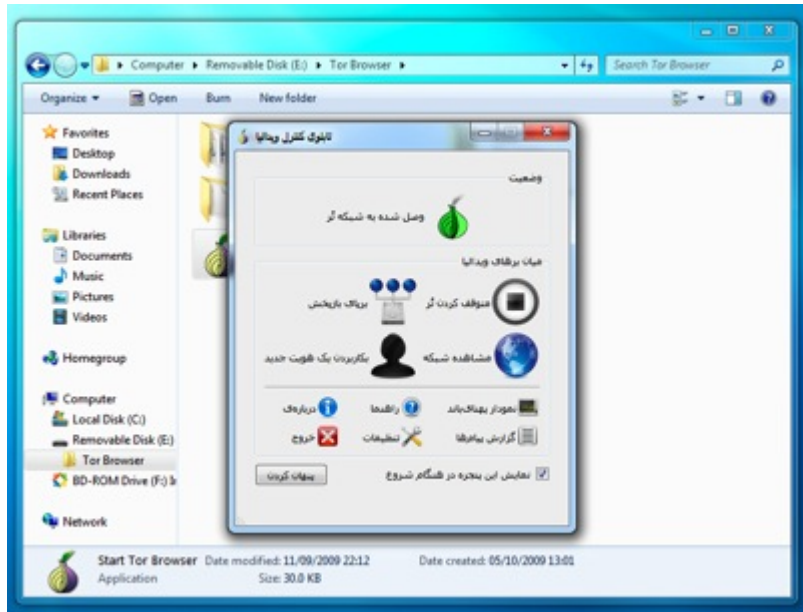 Computer ▸ Removable Disk (E:) ▸ Tor Browser ▸
Search Tor Browser
Organize
Open
Burn
New folder
Favorites
Desktop
Downloads
Recent Places
Libraries
Documents
Music
Pictures
Videos
Homegroup
Computer
Local Disk (C:)
Removable Disk (E:)
Tor Browser
BD-ROM Drive (F:)
Network
تابلوی کنترل ویدالیا
وضعیت
وصل شده به شبکه تُر
میان برهای ویدالیا
متوقف کردن تُر
برپای بازپخش
مشاهده شبکه
بکاربردن یک هویت جدید
نمودار پهنای‌باند
راهنما
درباره‌ی
گزارش پیام‌ها
تنظیمات
خروج
نمایش این پنجره در هنگام شروع
پنهان کردن
Start Tor Browser Date modified: 11/09/2009 22:12 Date created: 05/10/2009 13:01
Application Size: 30.0 KB